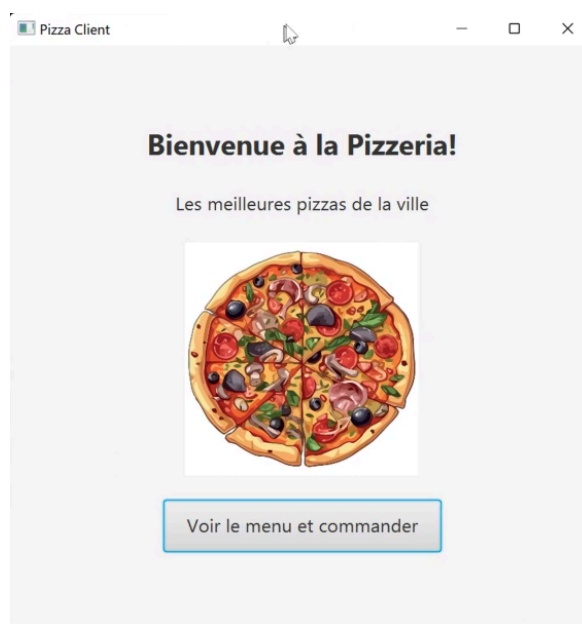 Pizza Client
Bienvenue à la Pizzeria!
Les meilleures pizzas de la ville
Voir le menu et commander